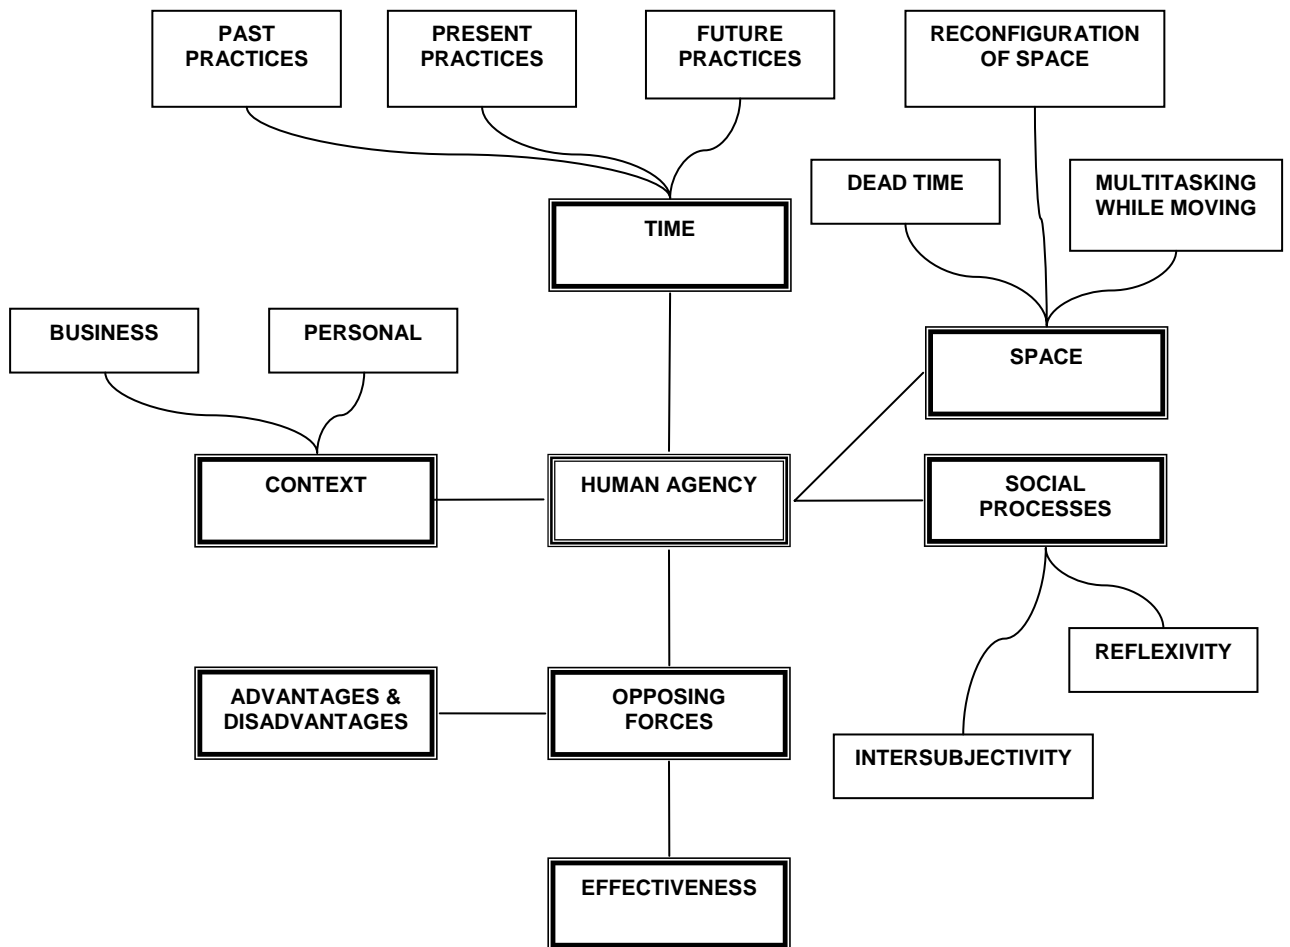 PAST
PRACTICES
PRESENT
PRACTICES
FUTURE
PRACTICES
RECONFIGURATION
OF SPACE
DEAD TIME
MULTITASKING
WHILE MOVING
TIME
BUSINESS
PERSONAL
SPACE
CONTEXT
HUMAN AGENCY
SOCIAL
PROCESSES
REFLEXIVITY
ADVANTAGES &
DISADVANTAGES
OPPOSING
FORCES
INTERSUBJECTIVITY
EFFECTIVENESS